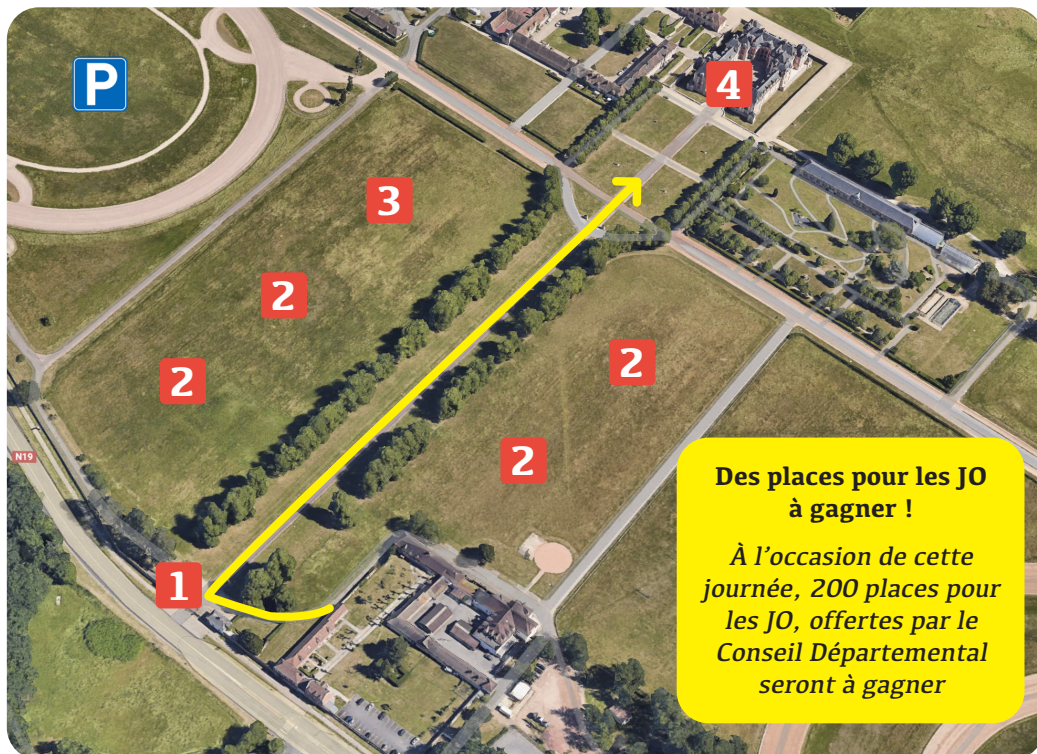 P
4
3
2
2
2
2
N19
1
Des places pour les JO
à gagner !
À l’occasion de cette
journée, 200 places pour
les JO, offertes par le
Conseil Départemental
seront à gagner